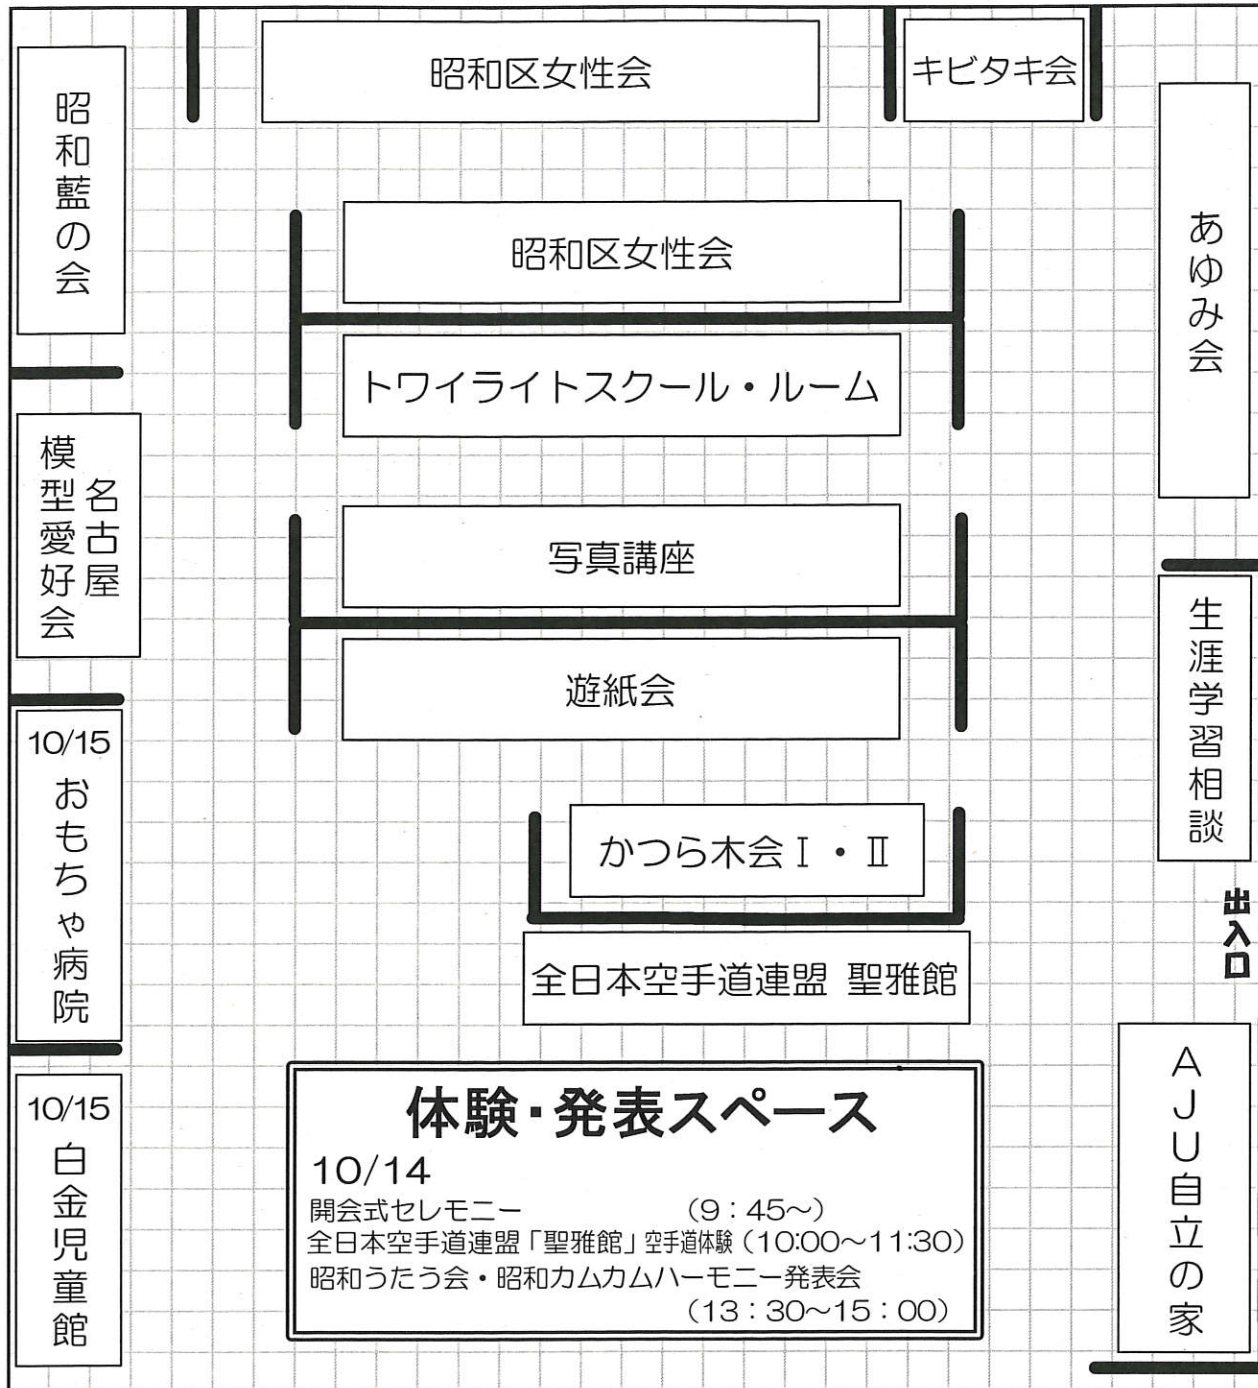 昭和区女性会
キビタキ会
昭和藍の会
あゆみ会
昭和区女性会
トワイライトスクール・ルーム
名古屋
模型愛好会
写真講座
遊紙会
生涯学習相談
10/15
おもちゃ病院
かつら木会Ⅰ・Ⅱ
出入口
全日本空手道連盟 聖雅館
10/15
白金児童館
体験・発表スペース
10/14
開会式セレモニー (9:45～)
全日本空手道連盟「聖雅館」空手道体験(10:00～11:30)
昭和うたう会・昭和カムカムハーモニー発表会
(13:30～15:00)
AJU自立の家